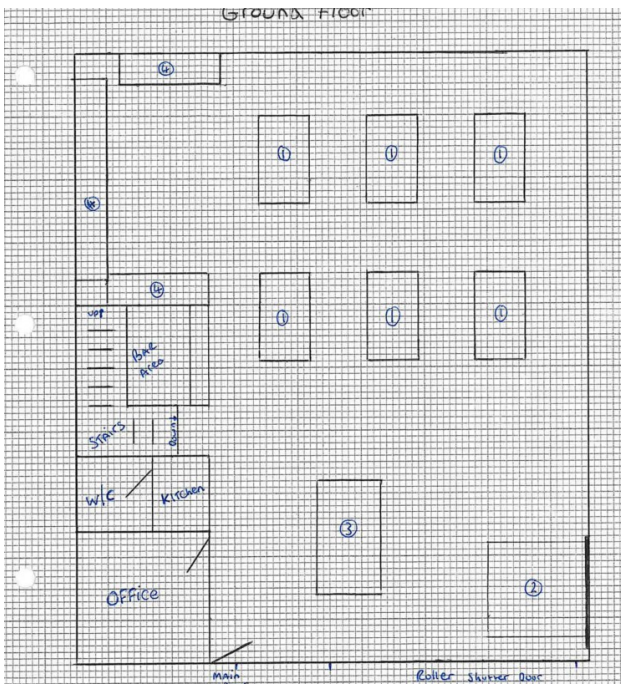 Ground Floor
④
① ① ①
④
④
① ① ①
UP
BAR
Area
STAIRS
Down
W/C
Kitchen
③
②
OFFICE
MAIN
Roller Shutter Door